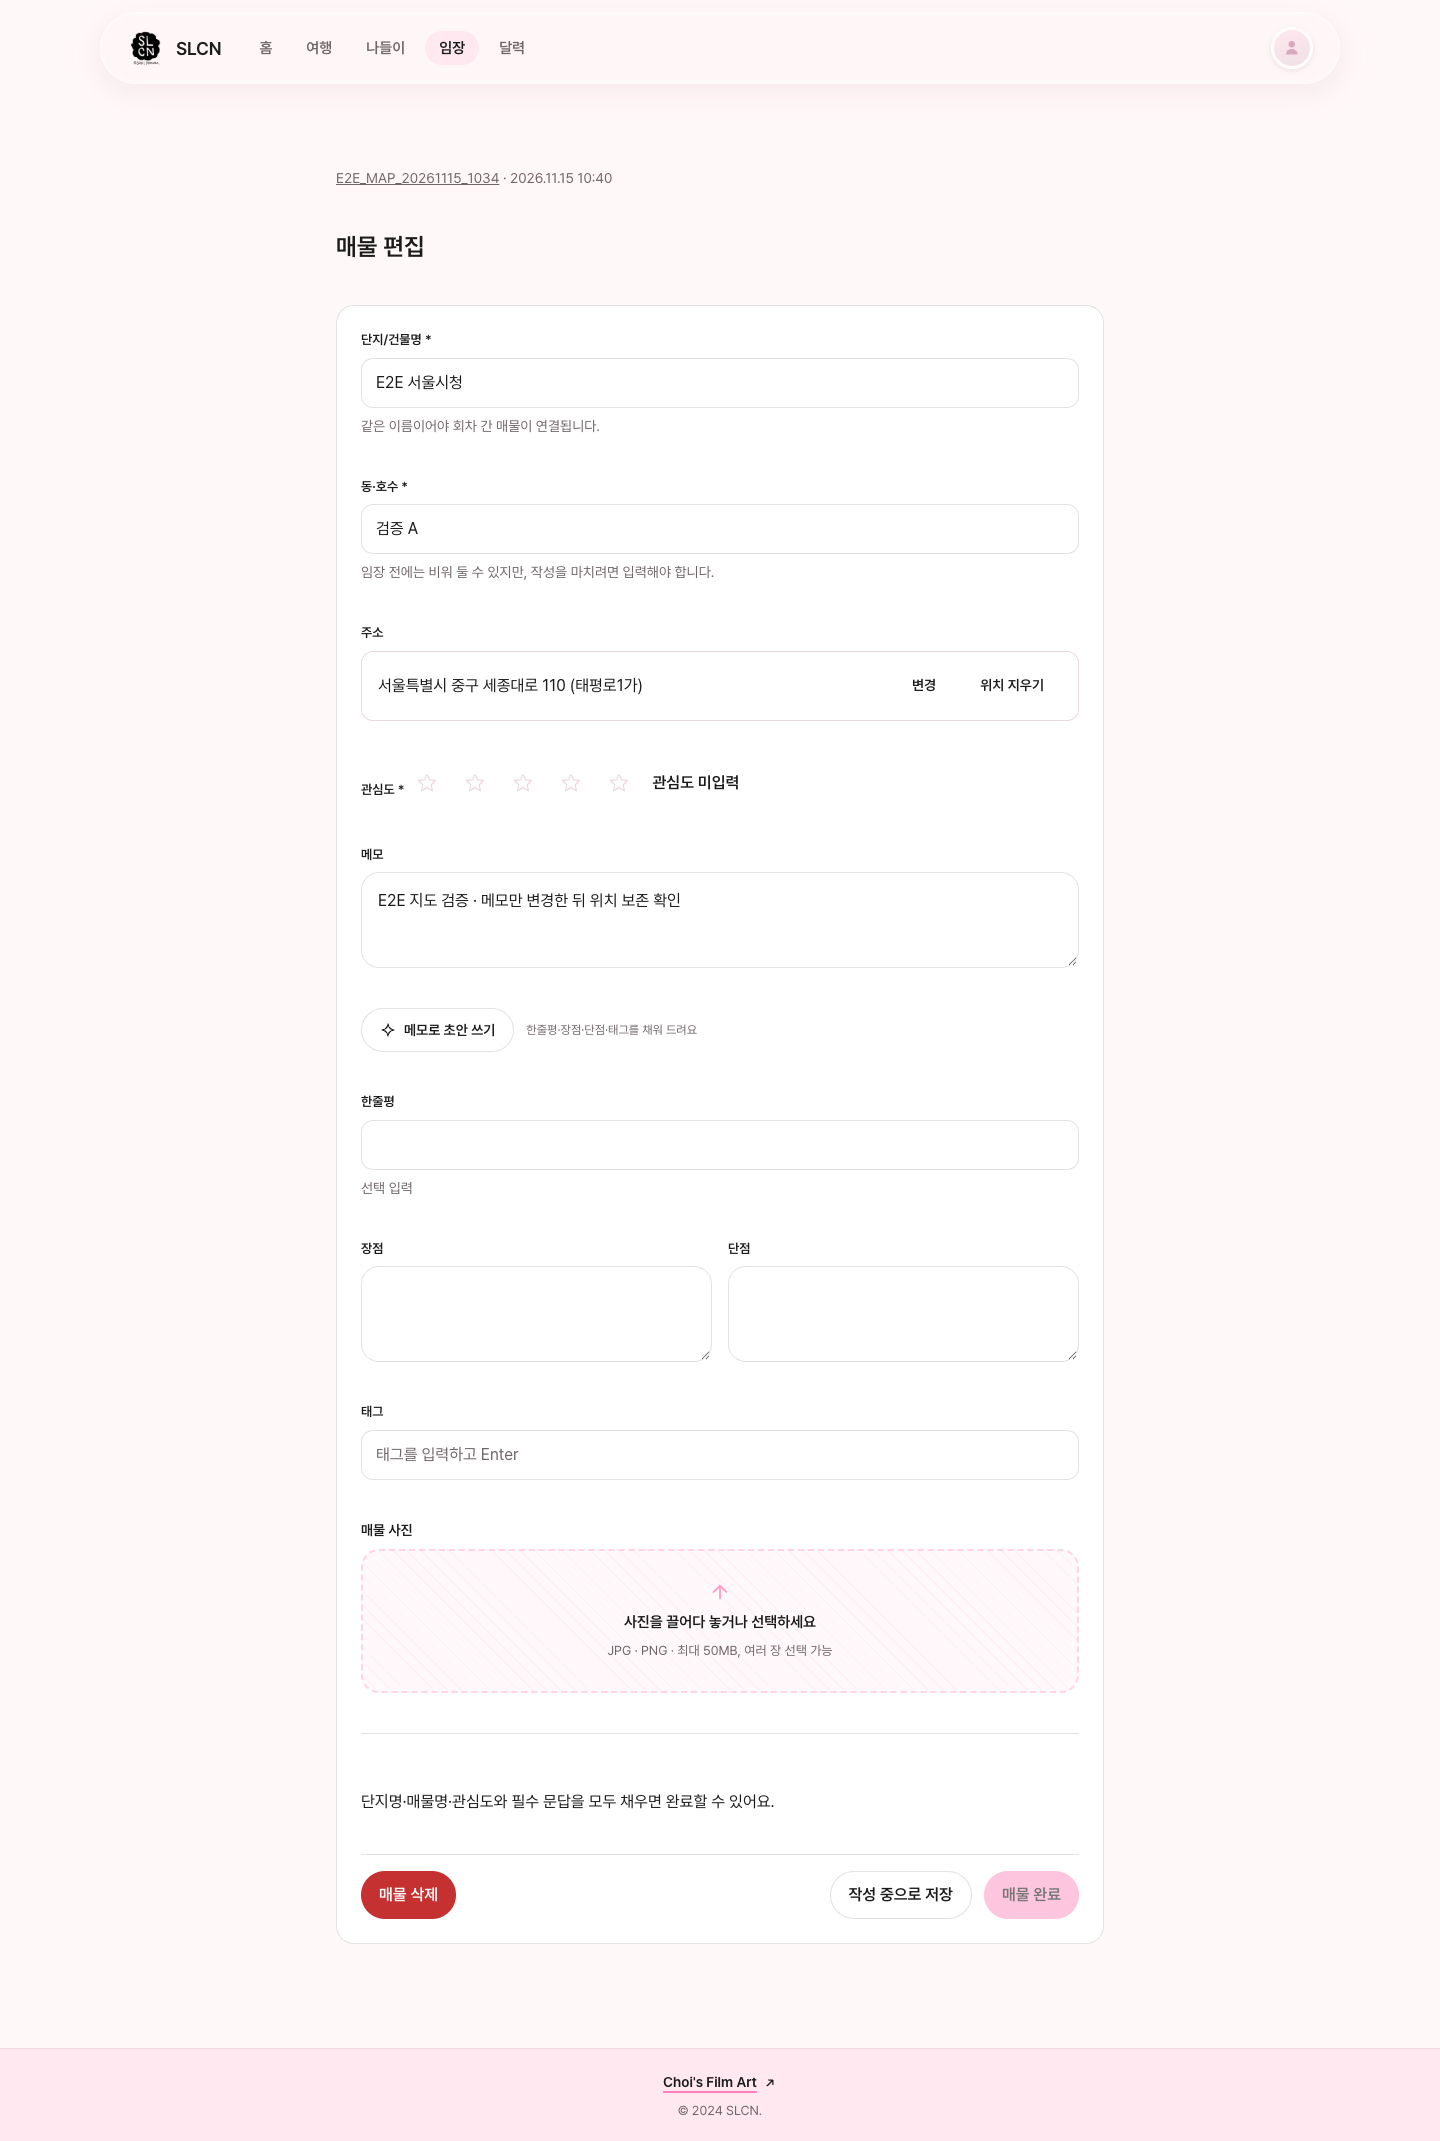 SLCN 홈 여행 나들이 임장 달력
E2E_MAP_20261115_1034 · 2026.11.15 10:40
매물 편집
단지/건물명 *
E2E 서울시청
같은 이름이어야 회차 간 매물이 연결됩니다.
동·호수 *
검증 A
임장 전에는 비워 둘 수 있지만, 작성을 마치려면 입력해야 합니다.
주소
서울특별시 중구 세종대로 110 (태평로1가) 변경 위치 지우기
관심도 * 관심도 미입력
메모
E2E 지도 검증 · 메모만 변경한 뒤 위치 보존 확인
메모로 초안 쓰기 한줄평·장점·단점·태그를 채워 드려요
한줄평
선택 입력
장점 단점
태그
태그를 입력하고 Enter
매물 사진
사진을 끌어다 놓거나 선택하세요
JPG · PNG · 최대 50MB, 여러 장 선택 가능
단지명·매물명·관심도와 필수 문답을 모두 채우면 완료할 수 있어요.
매물 삭제 작성 중으로 저장 매물 완료
Choi's Film Art ↗
© 2024 SLCN.